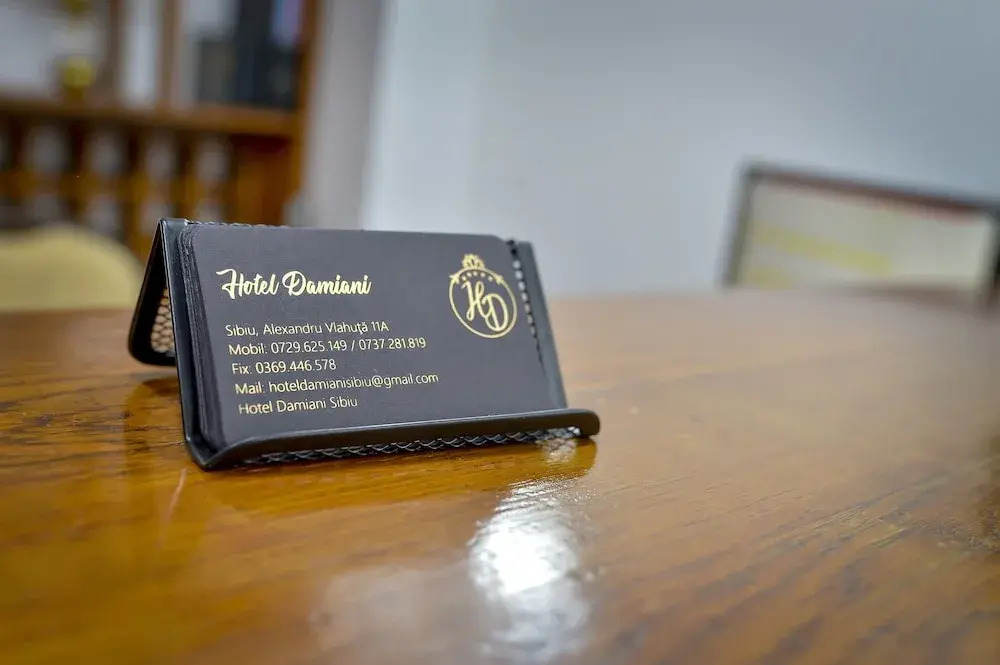 Hotel Damiani
HD
Sibiu, Alexandru Vlahuţă 11A
Mobil: 0729.625.149 / 0737.281.819
Fix: 0369.446.578
Mail: hoteldamianisibiu@gmail.com
Hotel Damiani Sibiu